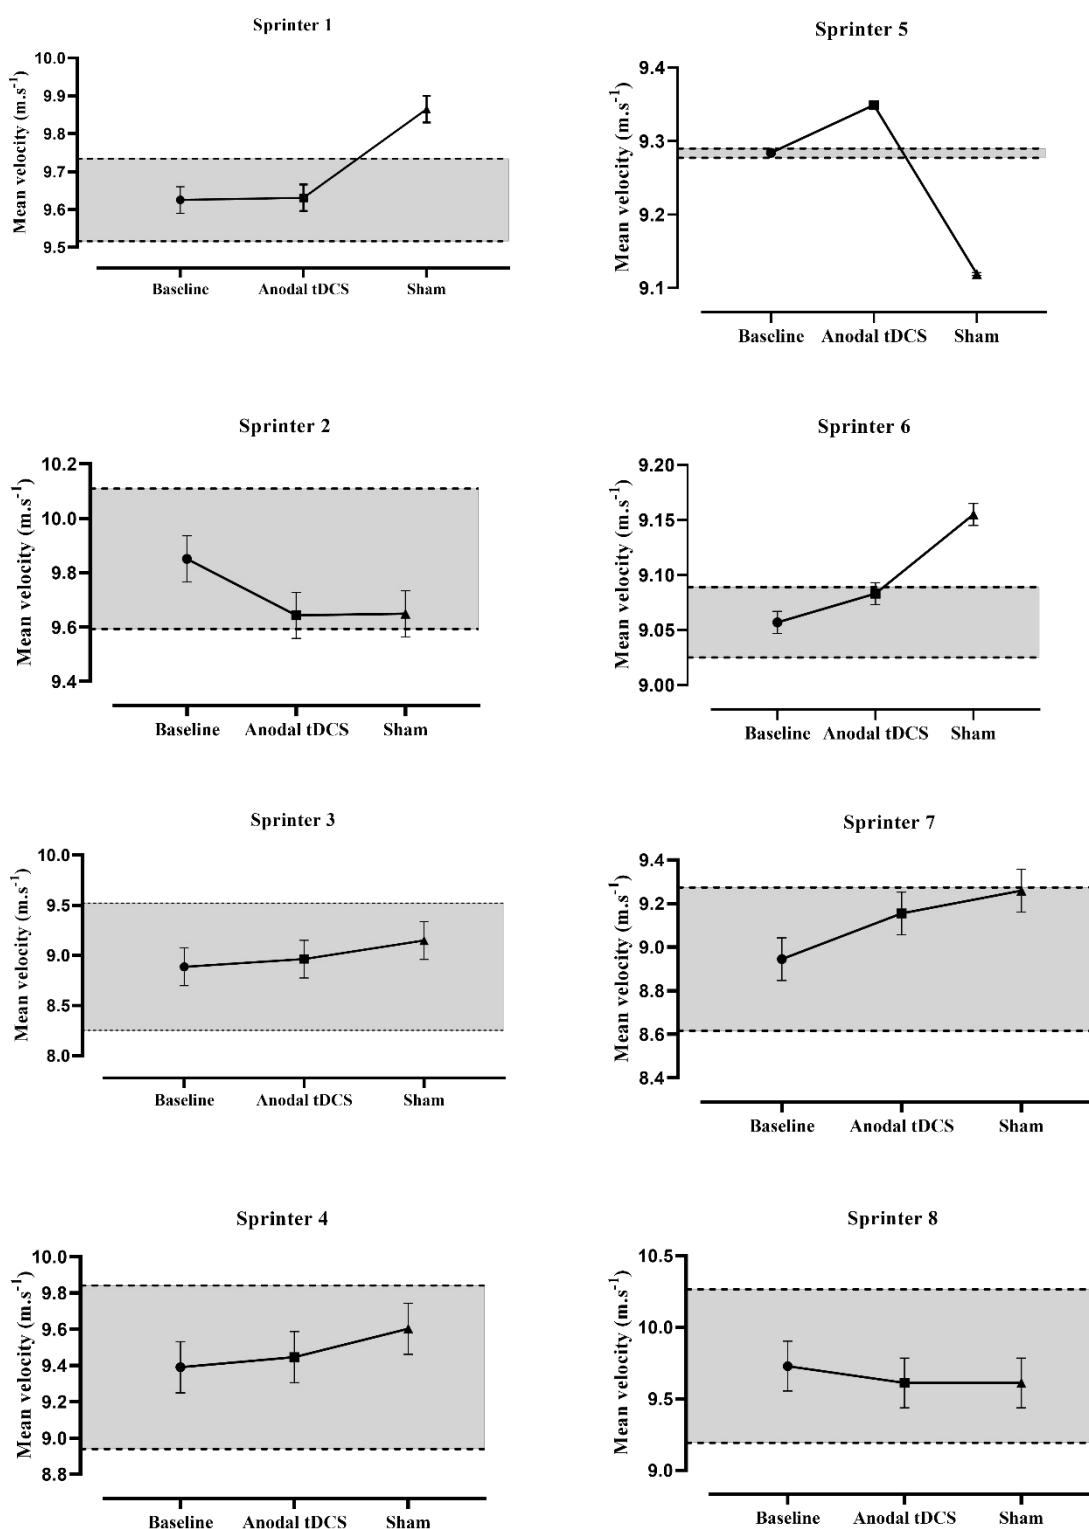 Sprinter 1
Mean velocity (m.s⁻¹)
10.0
9.9
9.8
9.7
9.6
9.5
Baseline Anodal tDCS Sham
Sprinter 5
Mean velocity (m.s⁻¹)
9.4
9.3
9.2
9.1
Baseline Anodal tDCS Sham
Sprinter 2
Mean velocity (m.s⁻¹)
10.2
10.0
9.8
9.6
9.4
Baseline Anodal tDCS Sham
Sprinter 6
Mean velocity (m.s⁻¹)
9.20
9.15
9.10
9.05
9.00
Baseline Anodal tDCS Sham
Sprinter 3
Mean velocity (m.s⁻¹)
10.0
9.5
9.0
8.5
8.0
Baseline Anodal tDCS Sham
Sprinter 7
Mean velocity (m.s⁻¹)
9.4
9.2
9.0
8.8
8.6
8.4
Baseline Anodal tDCS Sham
Sprinter 4
Mean velocity (m.s⁻¹)
10.0
9.8
9.6
9.4
9.2
9.0
8.8
Baseline Anodal tDCS Sham
Sprinter 8
Mean velocity (m.s⁻¹)
10.5
10.0
9.5
9.0
Baseline Anodal tDCS Sham